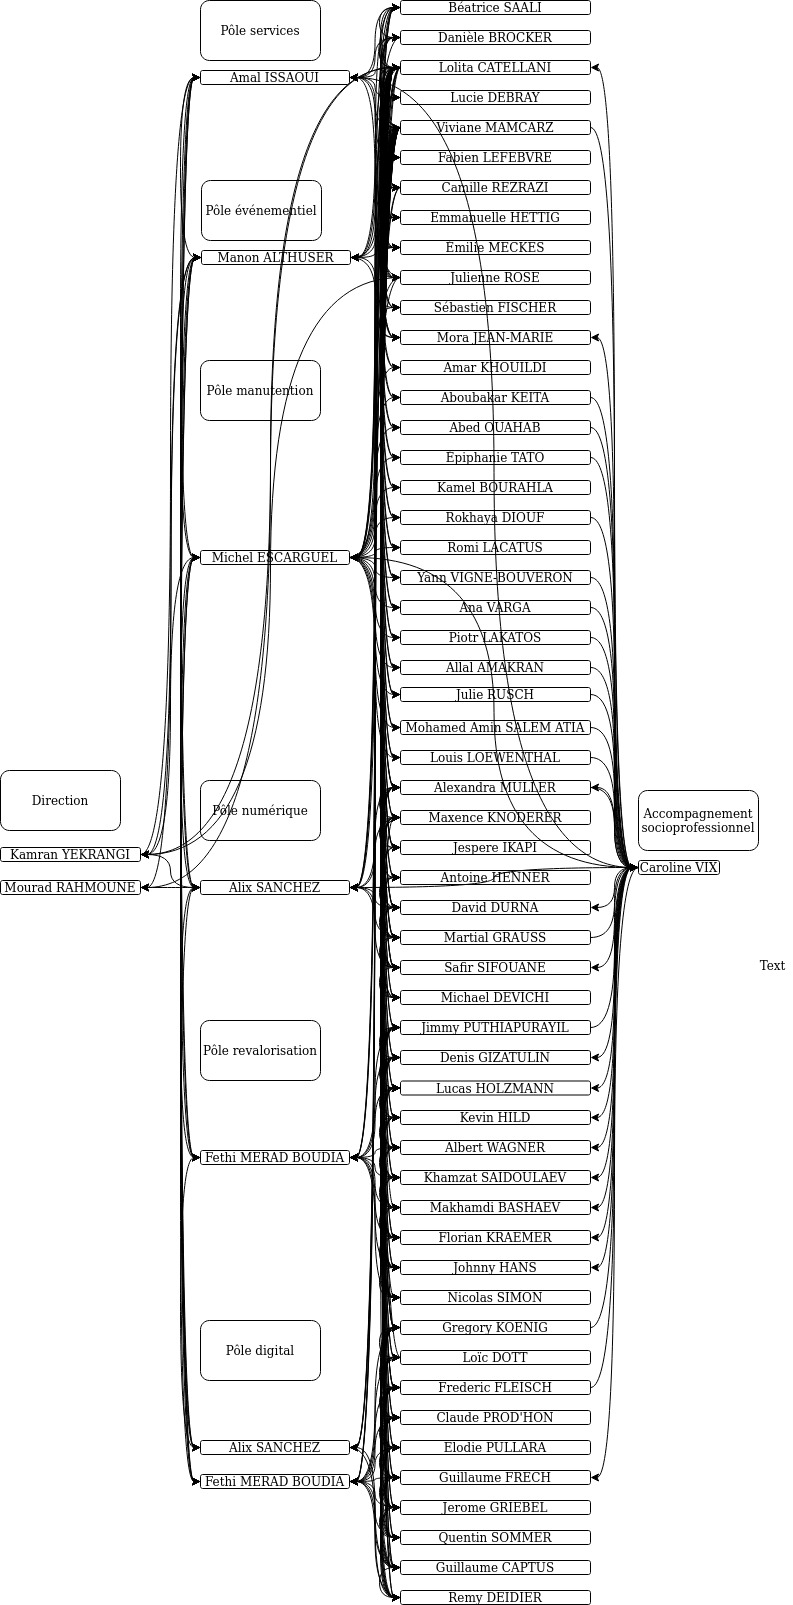 Pôle services
Amal ISSAOUI
Pôle événementiel
Manon ALTHUSER
Pôle manutention
Michel ESCARGUEL
Direction
Kamran YEKRANGI
Mourad RAHMOUNE
Pôle numérique
Alix SANCHEZ
Pôle revalorisation
Fethi MERAD BOUDIA
Pôle digital
Alix SANCHEZ
Fethi MERAD BOUDIA
Béatrice SAALI
Danièle BROCKER
Lolita CATELLANI
Lucie DEBRAY
Viviane MAMCARZ
Fabien LEFEBVRE
Camille REZRAZI
Emmanuelle HETTIG
Emilie MECKES
Julienne ROSE
Sébastien FISCHER
Mora JEAN-MARIE
Amar KHOUILDI
Aboubakar KEITA
Abed OUAHAB
Epiphanie TATO
Kamel BOURAHLA
Rokhaya DIOUF
Romi LACATUS
Yann VIGNE-BOUVERON
Ana VARGA
Piotr LAKATOS
Allal AMAKRAN
Julie RUSCH
Mohamed Amin SALEM ATIA
Louis LOEWENTHAL
Alexandra MULLER
Maxence KNODERER
Jespere IKAPI
Antoine HENNER
David DURNA
Martial GRAUSS
Safir SIFOUANE
Michael DEVICHI
Jimmy PUTHIAPURAYIL
Denis GIZATULIN
Lucas HOLZMANN
Kevin HILD
Albert WAGNER
Khamzat SAIDOULAEV
Makhamdi BASHAEV
Florian KRAEMER
Johnny HANS
Nicolas SIMON
Gregory KOENIG
Loïc DOTT
Frederic FLEISCH
Claude PROD'HON
Elodie PULLARA
Guillaume FRECH
Jerome GRIEBEL
Quentin SOMMER
Guillaume CAPTUS
Remy DEIDIER
Accompagnement
socioprofessionnel
Caroline VIX
Text